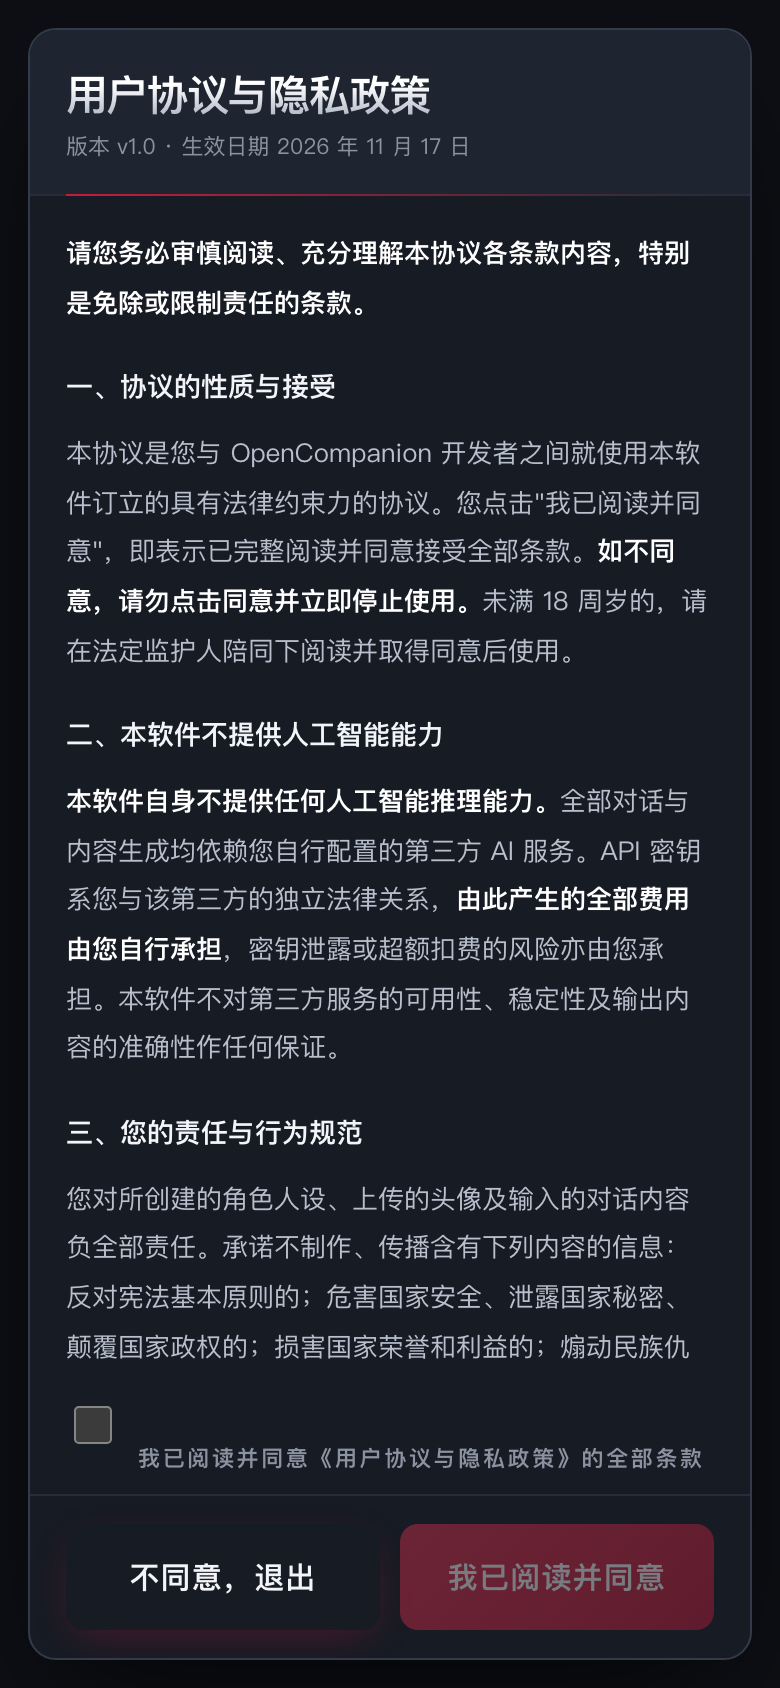 用户协议与隐私政策
版本 v1.0 · 生效日期 2026 年 11 月 17 日
请您务必审慎阅读、充分理解本协议各条款内容，特别
是免除或限制责任的条款。
一、协议的性质与接受
本协议是您与 OpenCompanion 开发者之间就使用本软
件订立的具有法律约束力的协议。您点击"我已阅读并同
意"，即表示已完整阅读并同意接受全部条款。如不同
意，请勿点击同意并立即停止使用。未满 18 周岁的，请
在法定监护人陪同下阅读并取得同意后使用。
二、本软件不提供人工智能能力
本软件自身不提供任何人工智能推理能力。全部对话与
内容生成均依赖您自行配置的第三方 AI 服务。API 密钥
系您与该第三方的独立法律关系，由此产生的全部费用
由您自行承担，密钥泄露或超额扣费的风险亦由您承
担。本软件不对第三方服务的可用性、稳定性及输出内
容的准确性作任何保证。
三、您的责任与行为规范
您对所创建的角色人设、上传的头像及输入的对话内容
负全部责任。承诺不制作、传播含有下列内容的信息：
反对宪法基本原则的；危害国家安全、泄露国家秘密、
颠覆国家政权的；损害国家荣誉和利益的；煽动民族仇
我已阅读并同意《用户协议与隐私政策》的全部条款
不同意，退出
我已阅读并同意